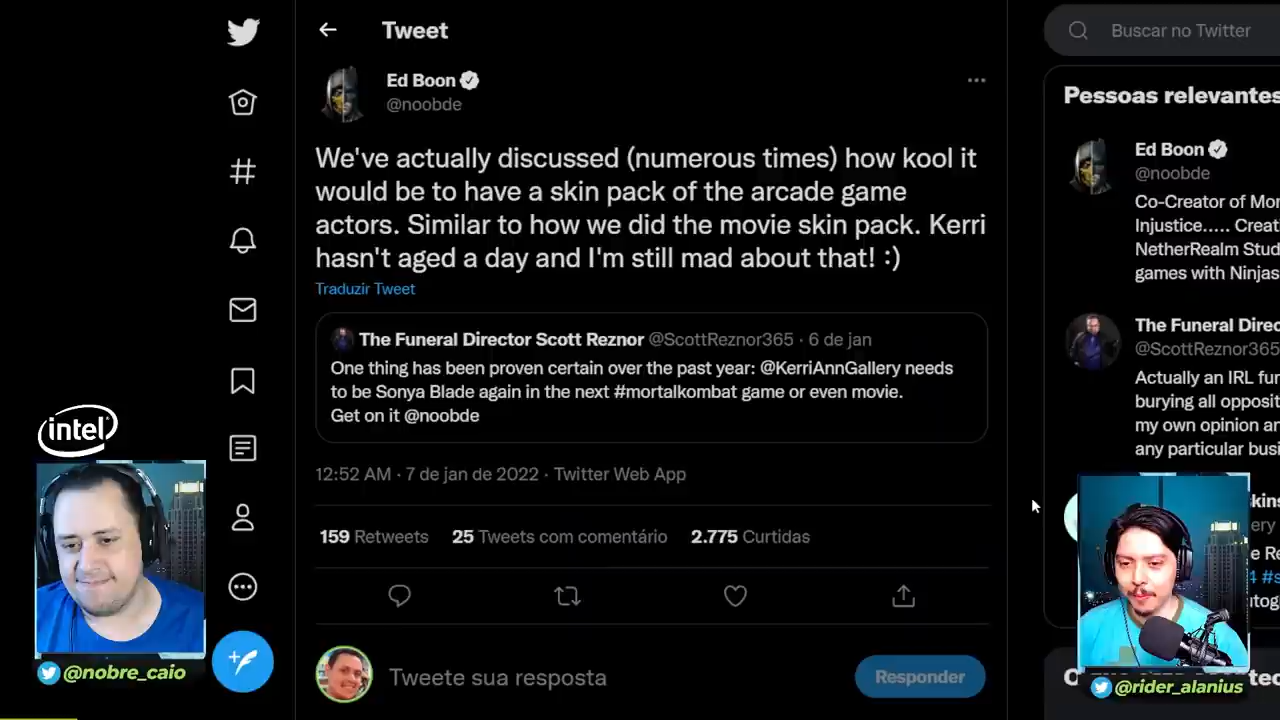 Tweet
Buscar no Twitter
Ed Boon
@noobde
We've actually discussed (numerous times) how kool it
would be to have a skin pack of the arcade game
actors. Similar to how we did the movie skin pack. Kerri
hasn't aged a day and I'm still mad about that! :)
Traduzir Tweet
The Funeral Director Scott Reznor @ScottReznor365 · 6 de jan
One thing has been proven certain over the past year: @KerriAnnGallery needs
to be Sonya Blade again in the next #mortalkombat game or even movie.
Get on it @noobde
12:52 AM · 7 de jan de 2022 · Twitter Web App
159 Retweets 25 Tweets com comentário 2.775 Curtidas
Tweete sua resposta
Responder
Pessoas relevantes
Ed Boon
@noobde
Co-Creator of Mor
Injustice..... Creat
NetherRealm Stud
games with Ninjas
The Funeral Direc
@ScottReznor365
Actually an IRL fun
burying all opposit
my own opinion an
any particular busi
intel
@nobre_caio
@rider_alanius